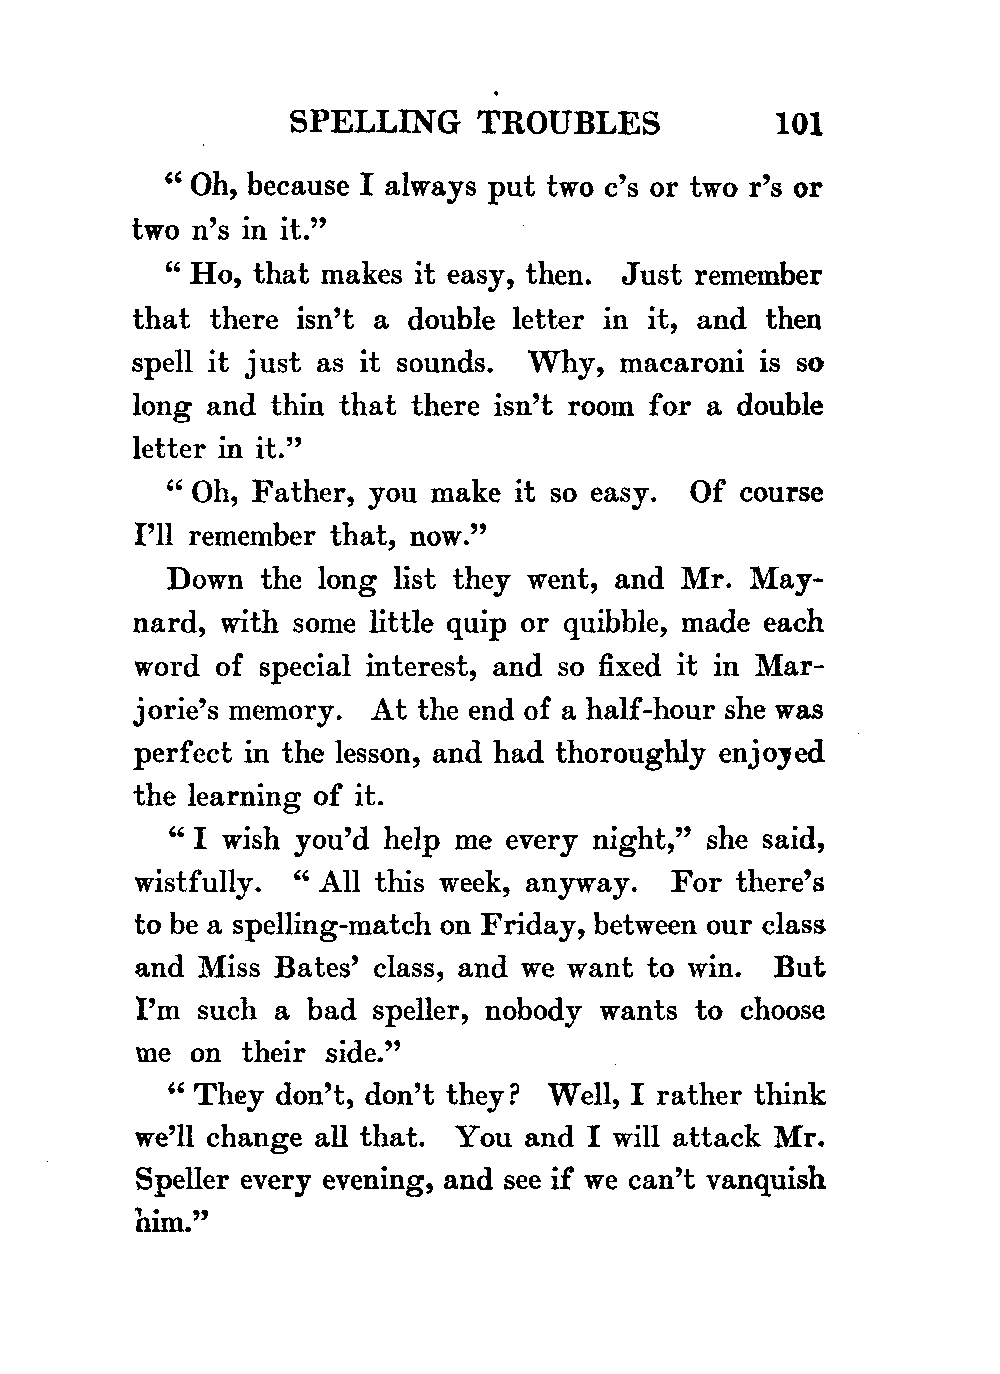 SPELLING TROUBLES 101
“ Oh, because I always put two c’s or two r’s or
two n’s in it.”
“ Ho, that makes it easy, then. Just remember
that there isn’t a double letter in it, and then
spell it just as it sounds. Why, macaroni is so
long and thin that there isn’t room for a double
letter in it.”
“ Oh, Father, you make it so easy. Of course
I’ll remember that, now.”
Down the long list they went, and Mr. May-
nard, with some little quip or quibble, made each
word of special interest, and so fixed it in Mar-
jorie’s memory. At the end of a half-hour she was
perfect in the lesson, and had thoroughly enjoyed
the learning of it.
“ I wish you’d help me every night,” she said,
wistfully. “ All this week, anyway. For there’s
to be a spelling-match on Friday, between our class
and Miss Bates’ class, and we want to win. But
I’m such a bad speller, nobody wants to choose
me on their side.”
“ They don’t, don’t they? Well, I rather think
we’ll change all that. You and I will attack Mr.
Speller every evening, and see if we can’t vanquish
him.”